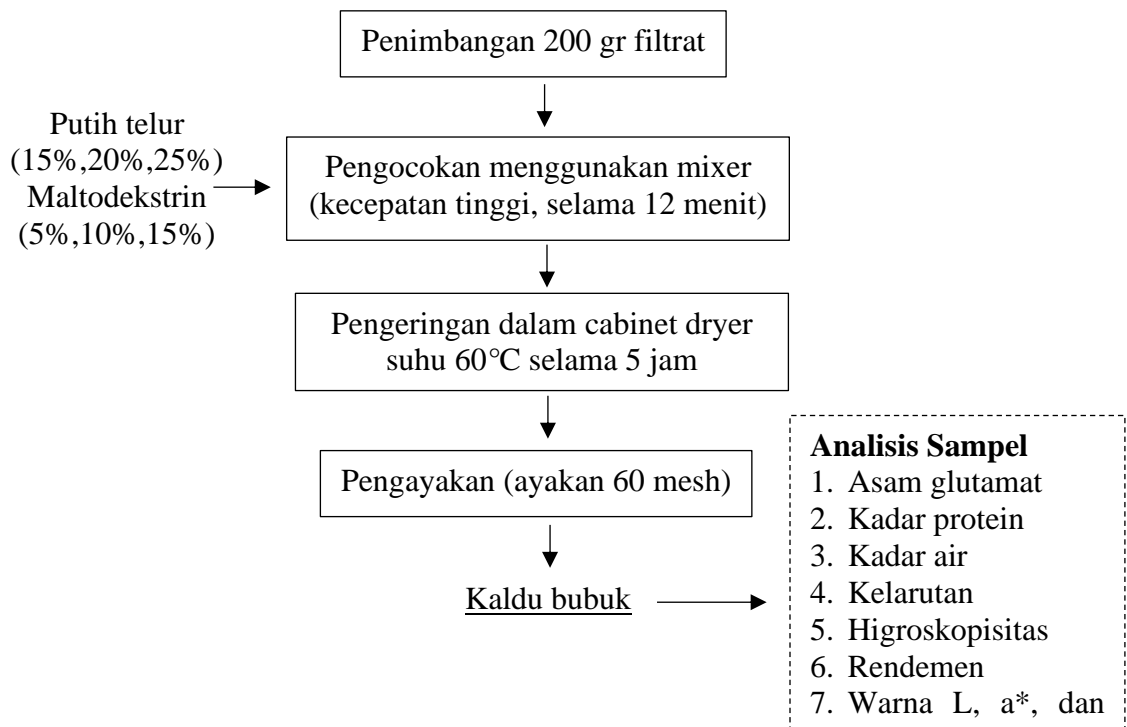 Penimbangan 200 gr filtrat
Putih telur
(15%,20%,25%)
Maltodekstrin
(5%,10%,15%)
Pengocokan menggunakan mixer
(kecepatan tinggi, selama 12 menit)
Pengeringan dalam cabinet dryer
suhu 60°C selama 5 jam
Pengayakan (ayakan 60 mesh)
Kaldu bubuk
Analisis Sampel
1. Asam glutamat
2. Kadar protein
3. Kadar air
4. Kelarutan
5. Higroskopisitas
6. Rendemen
7. Warna L, a*, dan